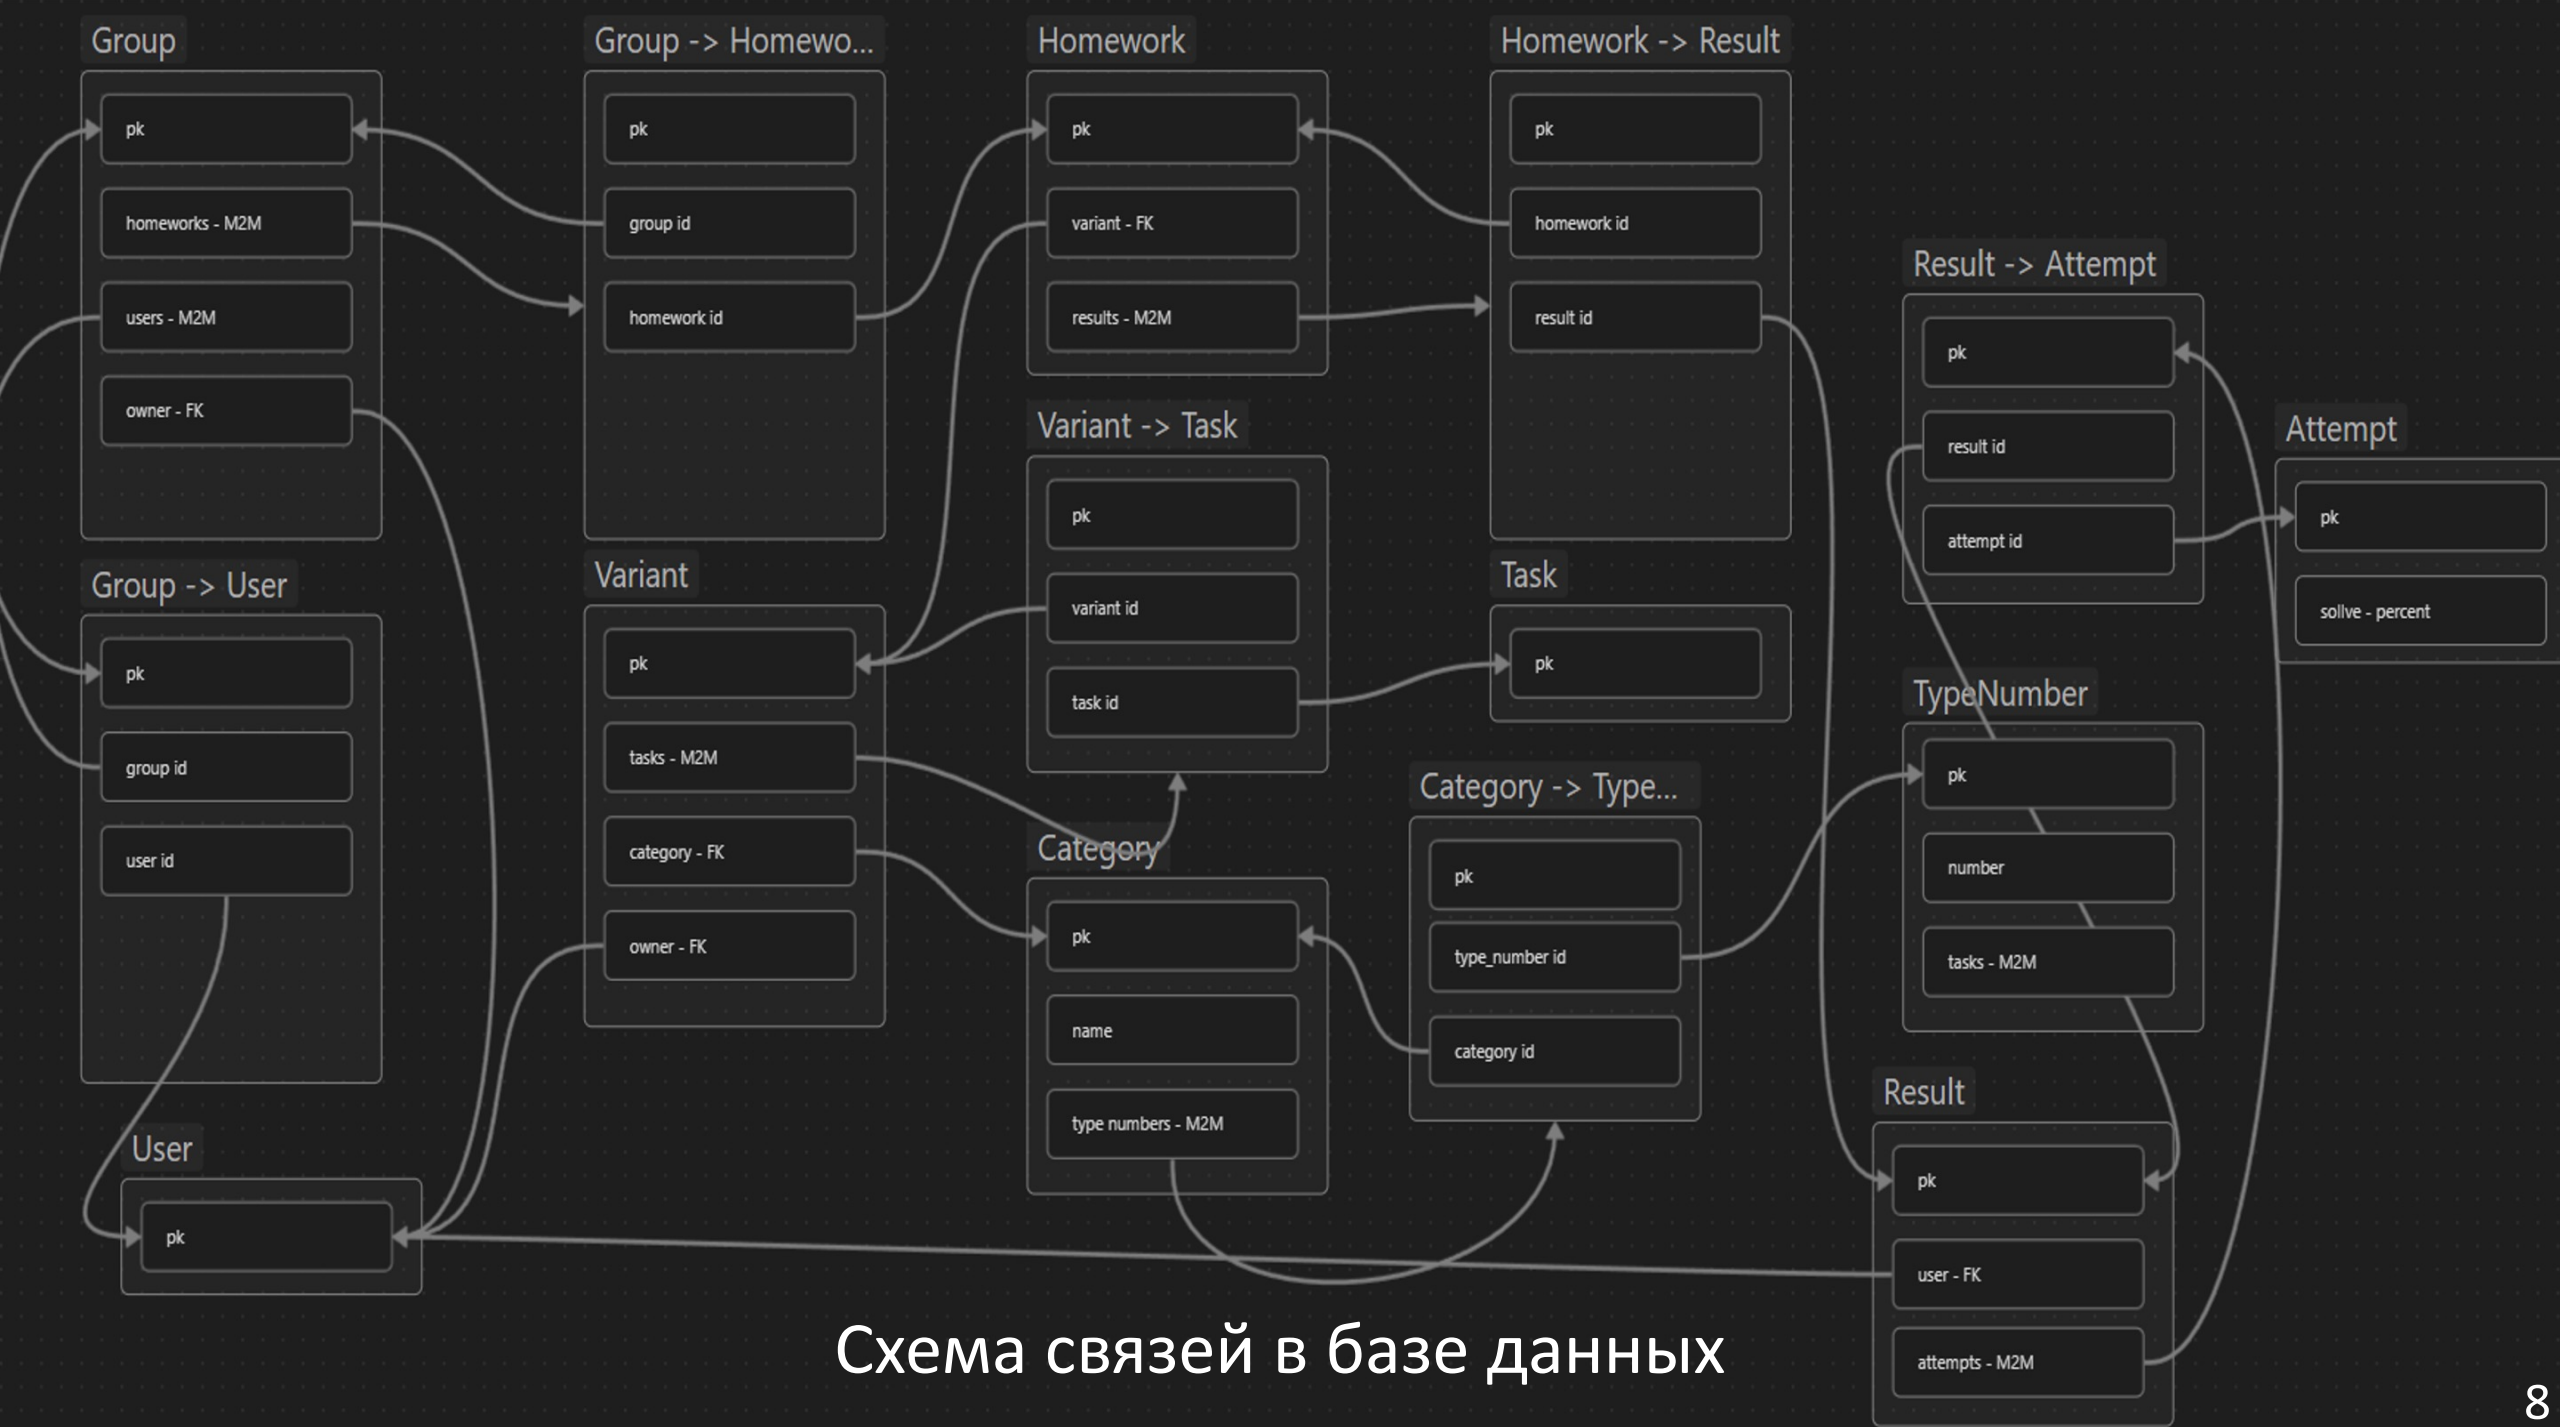 Group
pk
homeworks - M2M
users - M2M
owner - FK
Group -> Homewo...
pk
group id
homework id
Homework
pk
variant - FK
results - M2M
Homework -> Result
pk
homework id
result id
Result -> Attempt
pk
result id
attempt id
Attempt
pk
sollve - percent
Group -> User
pk
group id
user id
Variant
pk
tasks - M2M
category - FK
owner - FK
Variant -> Task
pk
variant id
task id
Task
pk
TypeNumber
pk
number
tasks - M2M
Category
pk
name
type numbers - M2M
Category -> Type...
pk
type_number id
category id
User
pk
Result
pk
user - FK
attempts - M2M
Схема связей в базе данных
8